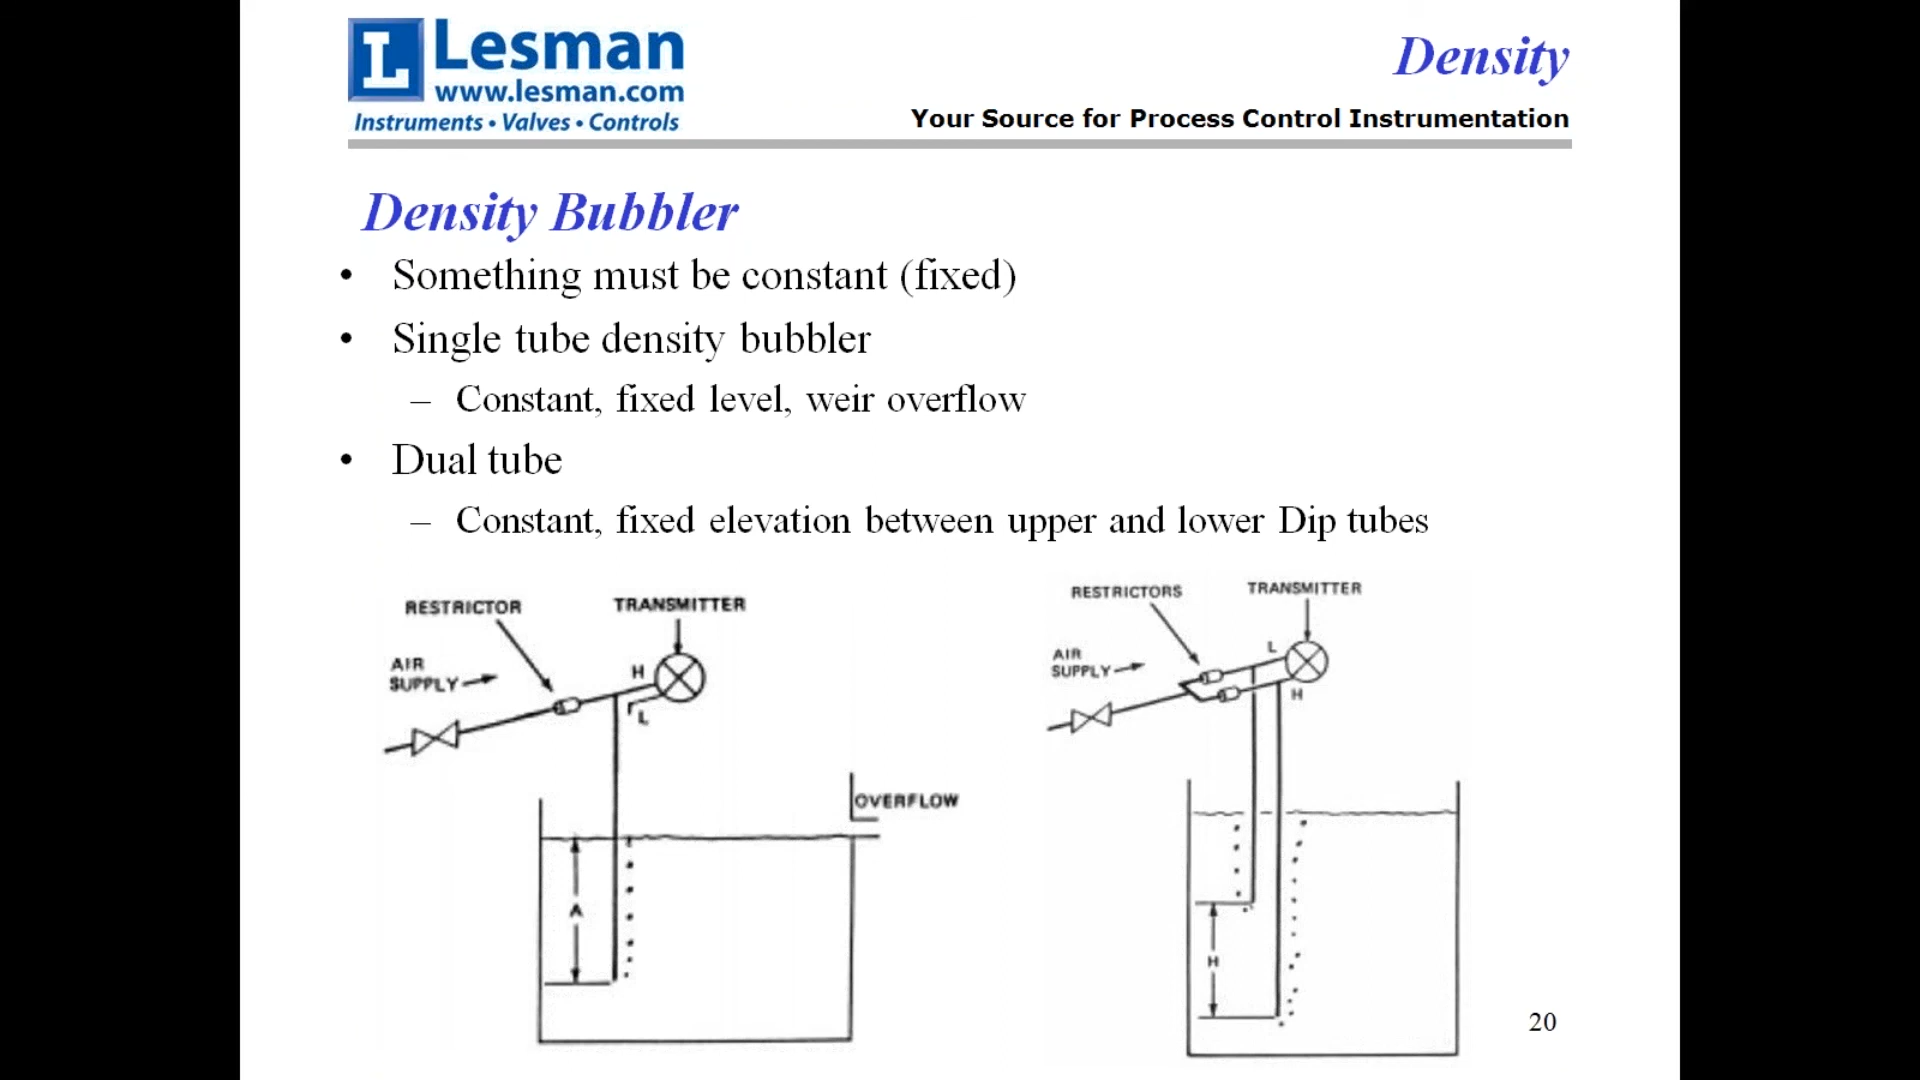 L Lesman
www.lesman.com
Instruments • Valves • Controls
Density
Your Source for Process Control Instrumentation
Density Bubbler
• Something must be constant (fixed)
• Single tube density bubbler
– Constant, fixed level, weir overflow
• Dual tube
– Constant, fixed elevation between upper and lower Dip tubes
RESTRICTOR
TRANSMITTER
AIR
SUPPLY
H
L
OVERFLOW
A
RESTRICTORS
TRANSMITTER
AIR
SUPPLY
L
H
H
20